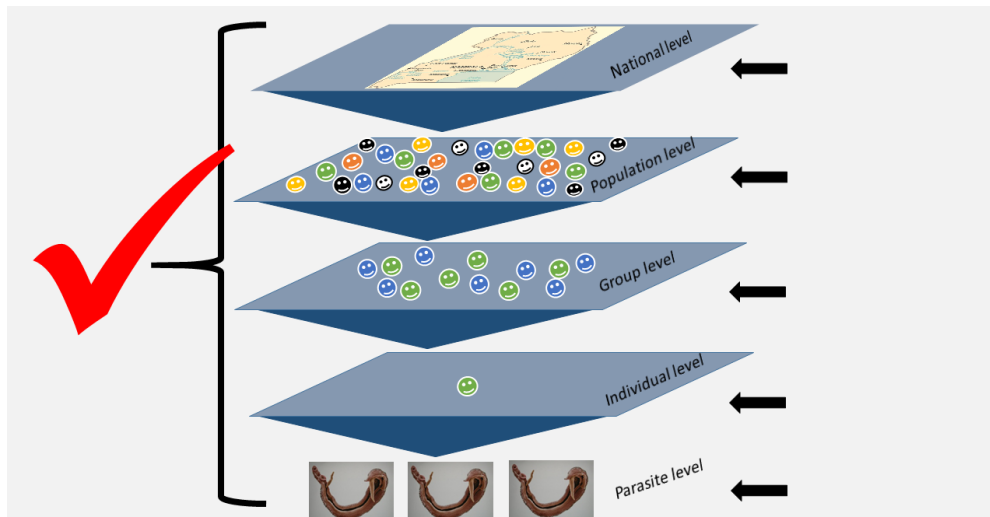 National level
Population level
Group level
Individual level
Parasite level